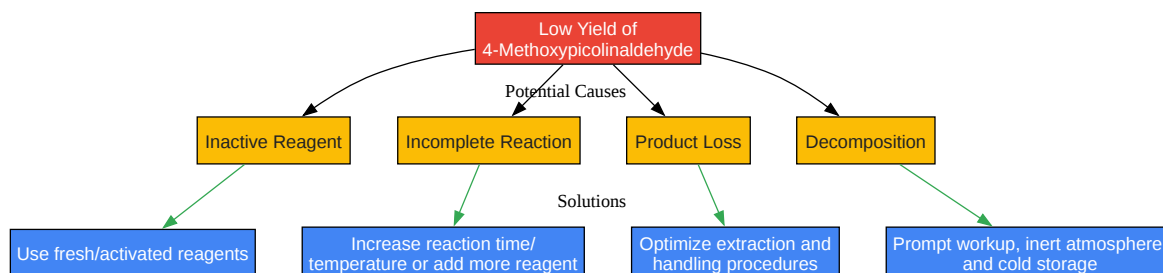 Low Yield of
4-Methoxypicolinaldehyde
Potential Causes
Inactive Reagent
Incomplete Reaction
Product Loss
Decomposition
Solutions
Use fresh/activated reagents
Increase reaction time/
temperature or add more reagent
Optimize extraction and
handling procedures
Prompt workup, inert atmosphere
and cold storage